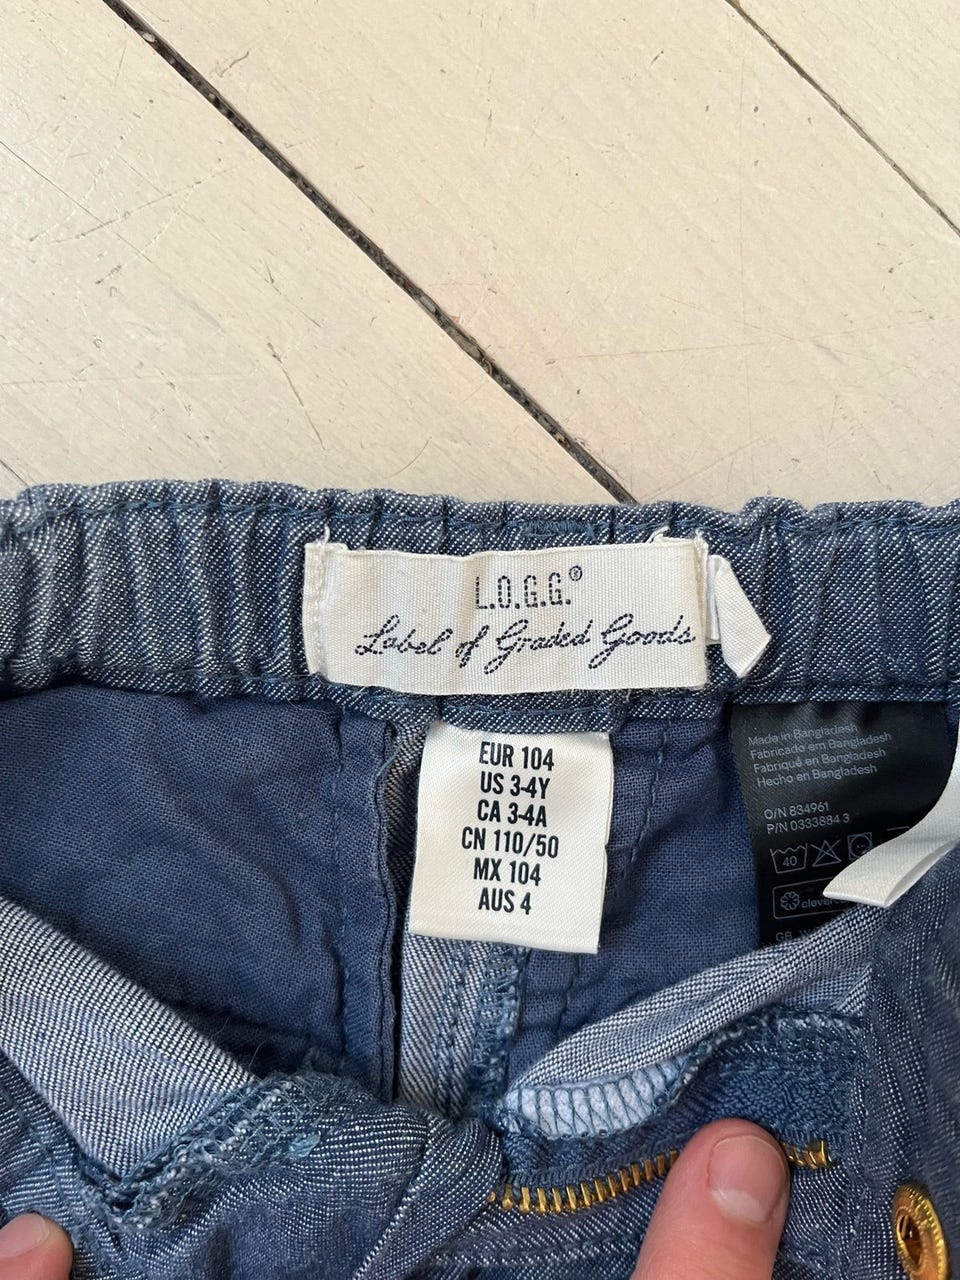 L.O.G.G.®
Label of Graded Goods
EUR 104
US 3-4Y
CA 3-4A
CN 110/50
MX 104
AUS 4
Made in Bangladesh
Fabricado em Bangladesh
Fabriqué en Bangladesh
Hecho en Bangladesh
O/N 834961
P/N 0333884 3
40
GB